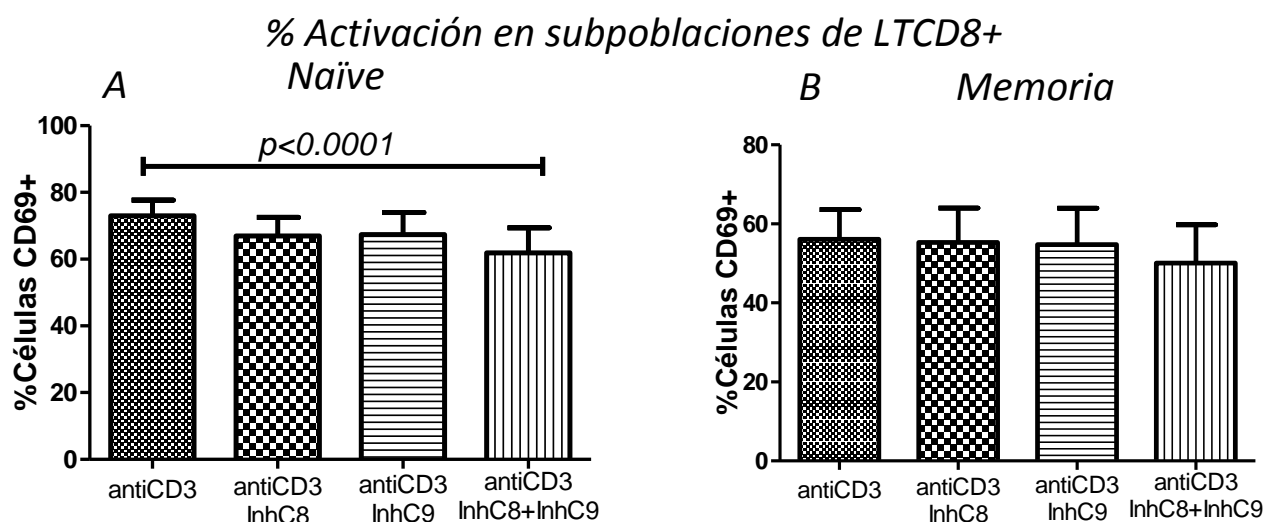 % Activación en subpoblaciones de LTCD8+
A
Naïve
p<0.0001
%Células CD69+
100
80
60
40
20
0
antiCD3
antiCD3
InhC8
antiCD3
InhC9
antiCD3
InhC8+InhC9
B
Memoria
%Células CD69+
80
60
40
20
0
antiCD3
antiCD3
InhC8
antiCD3
InhC9
antiCD3
InhC8+InhC9